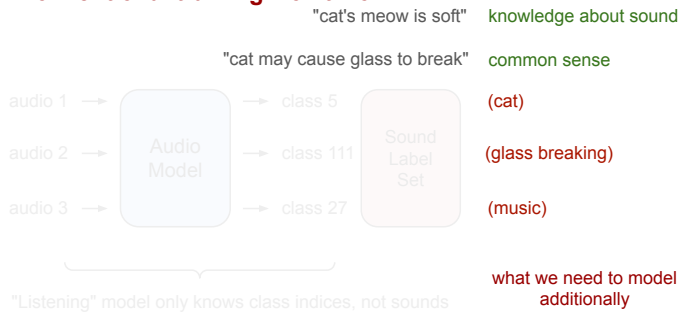 "cat's meow is soft" knowledge about sound
"cat may cause glass to break" common sense
audio 1 class 5 (cat)
audio 2 Audio Model class 111 Sound Label Set (glass breaking)
audio 3 class 27 (music)
what we need to model
additionally
"Listening" model only knows class indices, not sounds